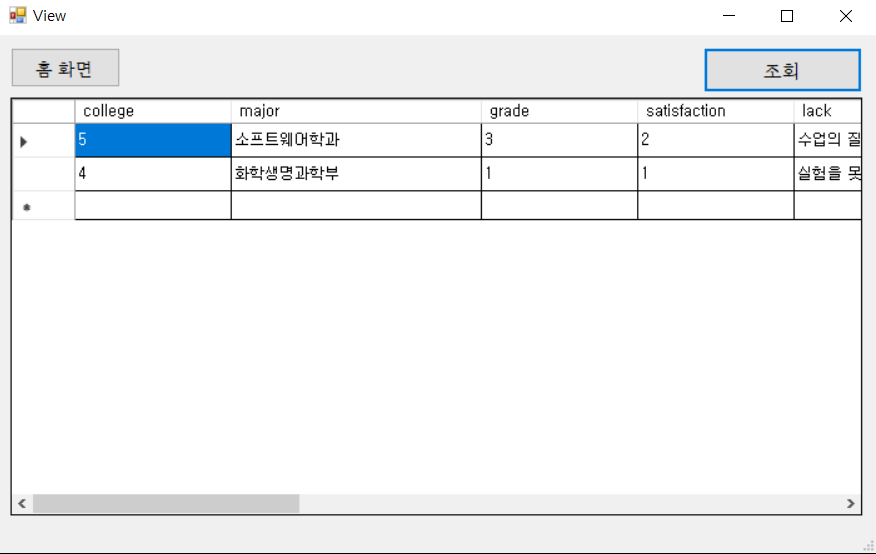 View
홈 화면 조회
college major grade satisfaction lack
5 소프트웨어학과 3 2 수업의 질
4 화학생명과학부 1 1 실험을 못